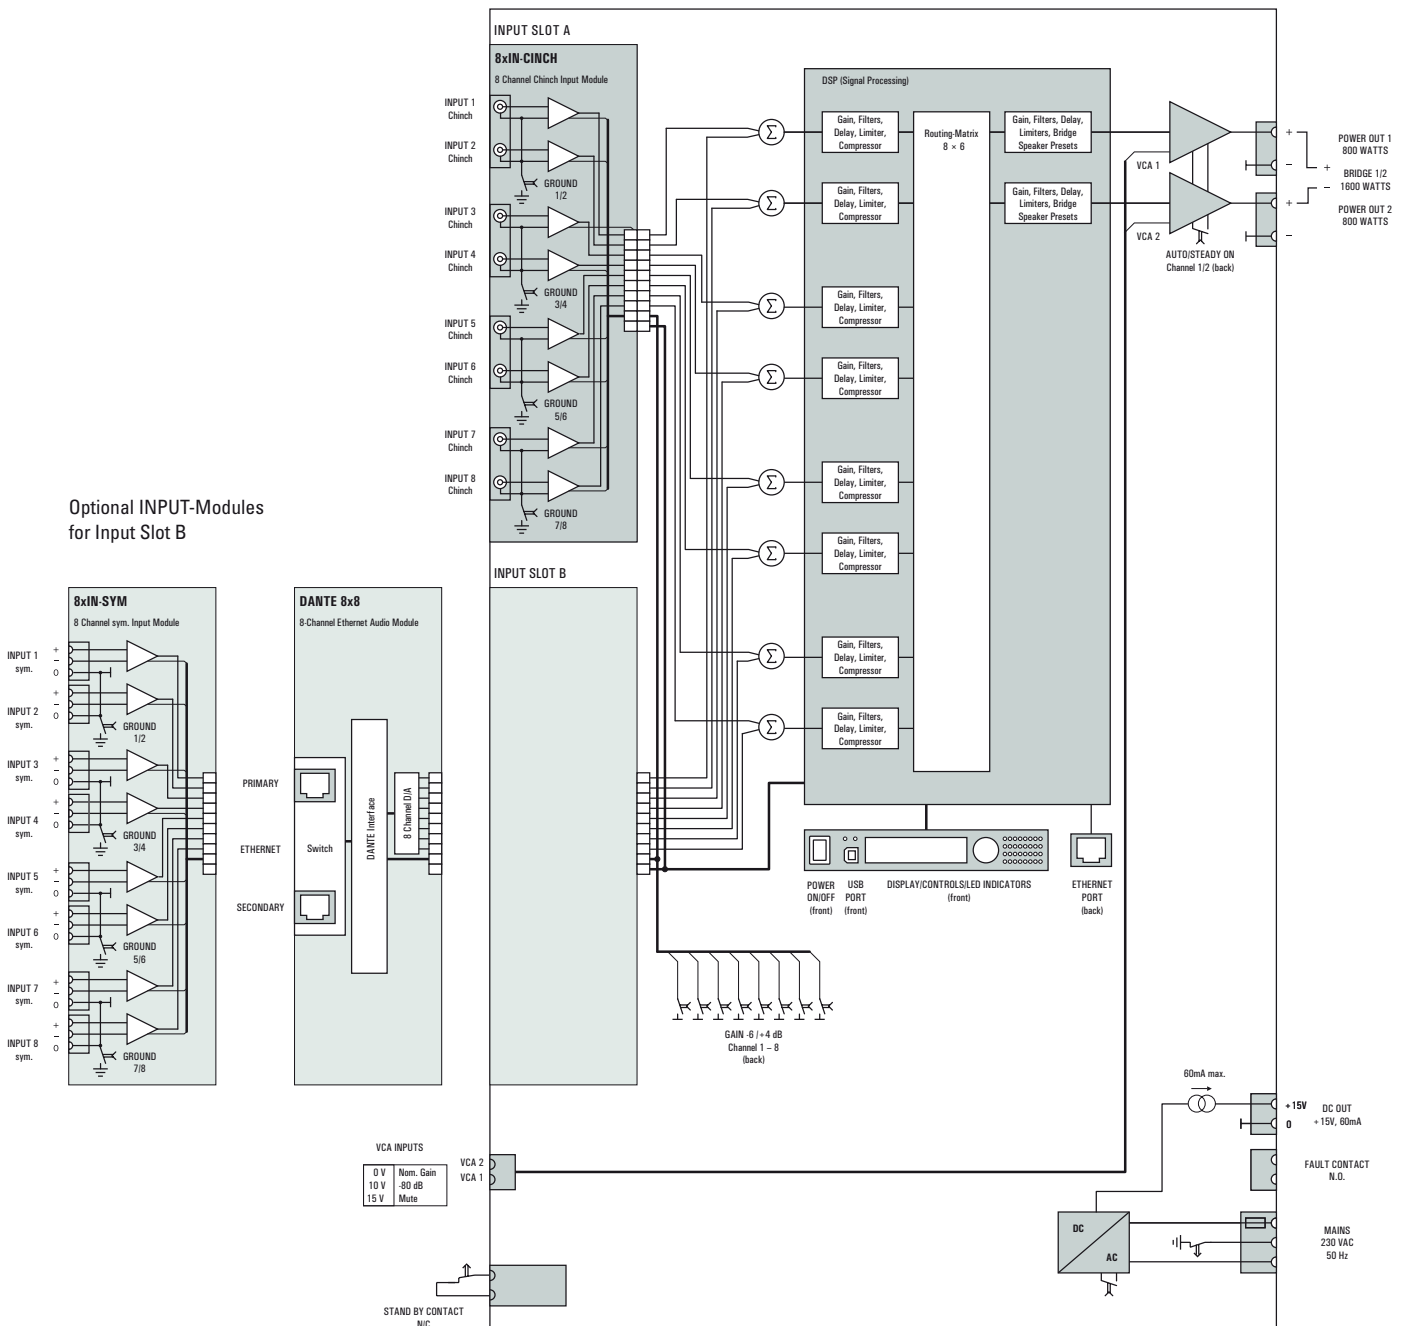 INPUT SLOT A
8xIN-CINCH
8 Channel Chinch Input Module
INPUT 1
Chinch
INPUT 2
Chinch
GROUND
1/2
INPUT 3
Chinch
INPUT 4
Chinch
GROUND
3/4
INPUT 5
Chinch
INPUT 6
Chinch
GROUND
5/6
INPUT 7
Chinch
INPUT 8
Chinch
GROUND
7/8
Σ
Σ
Σ
Σ
Σ
Σ
Σ
Σ
DSP (Signal Processing)
Gain, Filters,
Delay, Limiter,
Compressor
Gain, Filters,
Delay, Limiter,
Compressor
Gain, Filters,
Delay, Limiter,
Compressor
Gain, Filters,
Delay, Limiter,
Compressor
Gain, Filters,
Delay, Limiter,
Compressor
Gain, Filters,
Delay, Limiter,
Compressor
Gain, Filters,
Delay, Limiter,
Compressor
Gain, Filters,
Delay, Limiter,
Compressor
Routing-Matrix
8 × 6
Gain, Filters, Delay,
Limiters, Bridge
Speaker Presets
Gain, Filters, Delay,
Limiters, Bridge
Speaker Presets
VCA 1
VCA 2
AUTO/STEADY ON
Channel 1/2 (back)
+
–
+
–
+
–
POWER OUT 1
800 WATTS
BRIDGE 1/2
1600 WATTS
POWER OUT 2
800 WATTS
Optional INPUT-Modules
for Input Slot B
8xIN-SYM
8 Channel sym. Input Module
INPUT 1
sym.
+
–
0
INPUT 2
sym.
+
–
0
GROUND
1/2
INPUT 3
sym.
+
–
0
INPUT 4
sym.
+
–
0
GROUND
3/4
INPUT 5
sym.
+
–
0
INPUT 6
sym.
+
–
0
GROUND
5/6
INPUT 7
sym.
+
–
0
INPUT 8
sym.
+
–
0
GROUND
7/8
DANTE 8x8
8-Channel Ethernet Audio Module
PRIMARY
ETHERNET
SECONDARY
Switch
DANTE Interface
8 Channel D/A
INPUT SLOT B
POWER
ON/OFF
(front)
USB
PORT
(front)
DISPLAY/CONTROLS/LED INDICATORS
(front)
ETHERNET
PORT
(back)
GAIN -6 /+4 dB
Channel 1 – 8
(back)
VCA INPUTS
0 V Nom. Gain
10 V -80 dB
15 V Mute
VCA 2
VCA 1
STAND BY CONTACT
N/C
60mA max.
+15V
0
DC OUT
+15V, 60mA
FAULT CONTACT
N.O.
DC
AC
MAINS
230 VAC
50 Hz